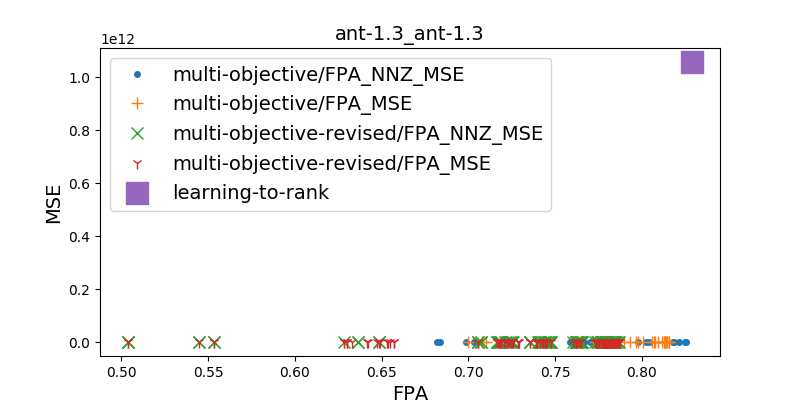 ant-1.3_ant-1.3
1e12
multi-objective/FPA_NNZ_MSE
multi-objective/FPA_MSE
multi-objective-revised/FPA_NNZ_MSE
multi-objective-revised/FPA_MSE
learning-to-rank
MSE
1.0
0.8
0.6
0.4
0.2
0.0
0.50 0.55 0.60 0.65 0.70 0.75 0.80
FPA